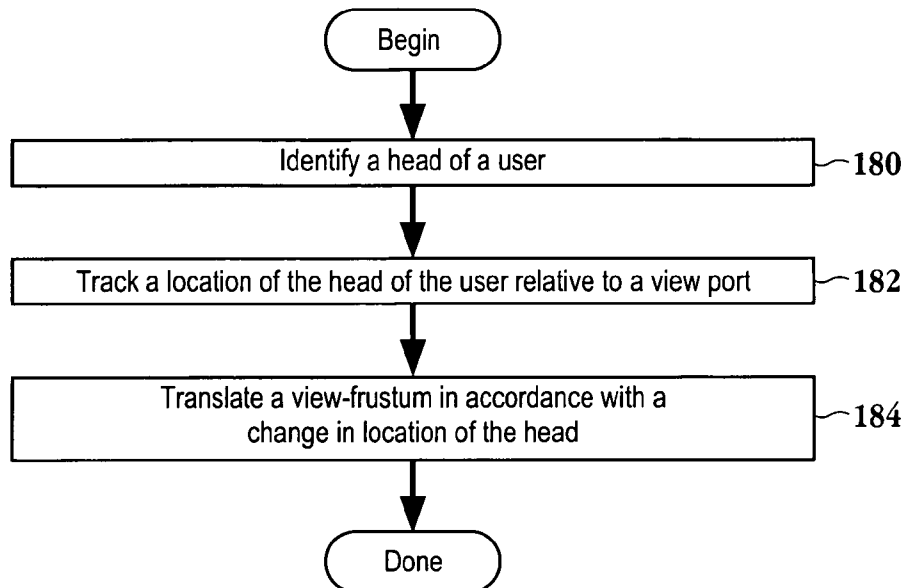 Begin
Identify a head of a user
180
Track a location of the head of the user relative to a view port
182
Translate a view-frustum in accordance with a
change in location of the head
184
Done